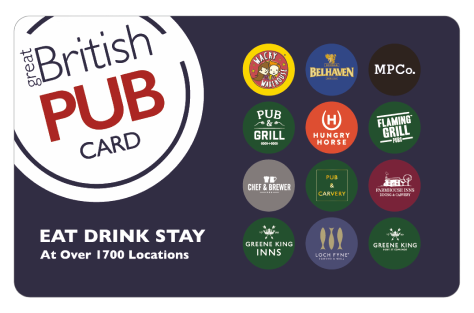 great
British
PUB
CARD
EAT DRINK STAY
At Over 1700 Locations
WACKY
WAREHOUSE
BELHAVEN
MPCo.
PUB
&
GRILL
H
HUNGRY
HORSE
FLAMING
GRILL
PUBS
CHEF & BREWER
PUB
&
CARVERY
FARMHOUSE INNS
GREENE KING
INNS
LOCH FYNE
GREENE KING